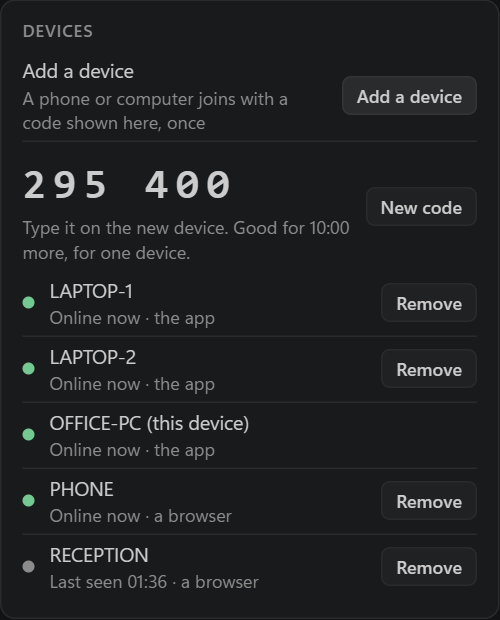 DEVICES
Add a device
A phone or computer joins with a
code shown here, once
Add a device
295 400
Type it on the new device. Good for 10:00
more, for one device.
New code
LAPTOP-1
Online now · the app
Remove
LAPTOP-2
Online now · the app
Remove
OFFICE-PC (this device)
Online now · the app
PHONE
Online now · a browser
Remove
RECEPTION
Last seen 01:36 · a browser
Remove